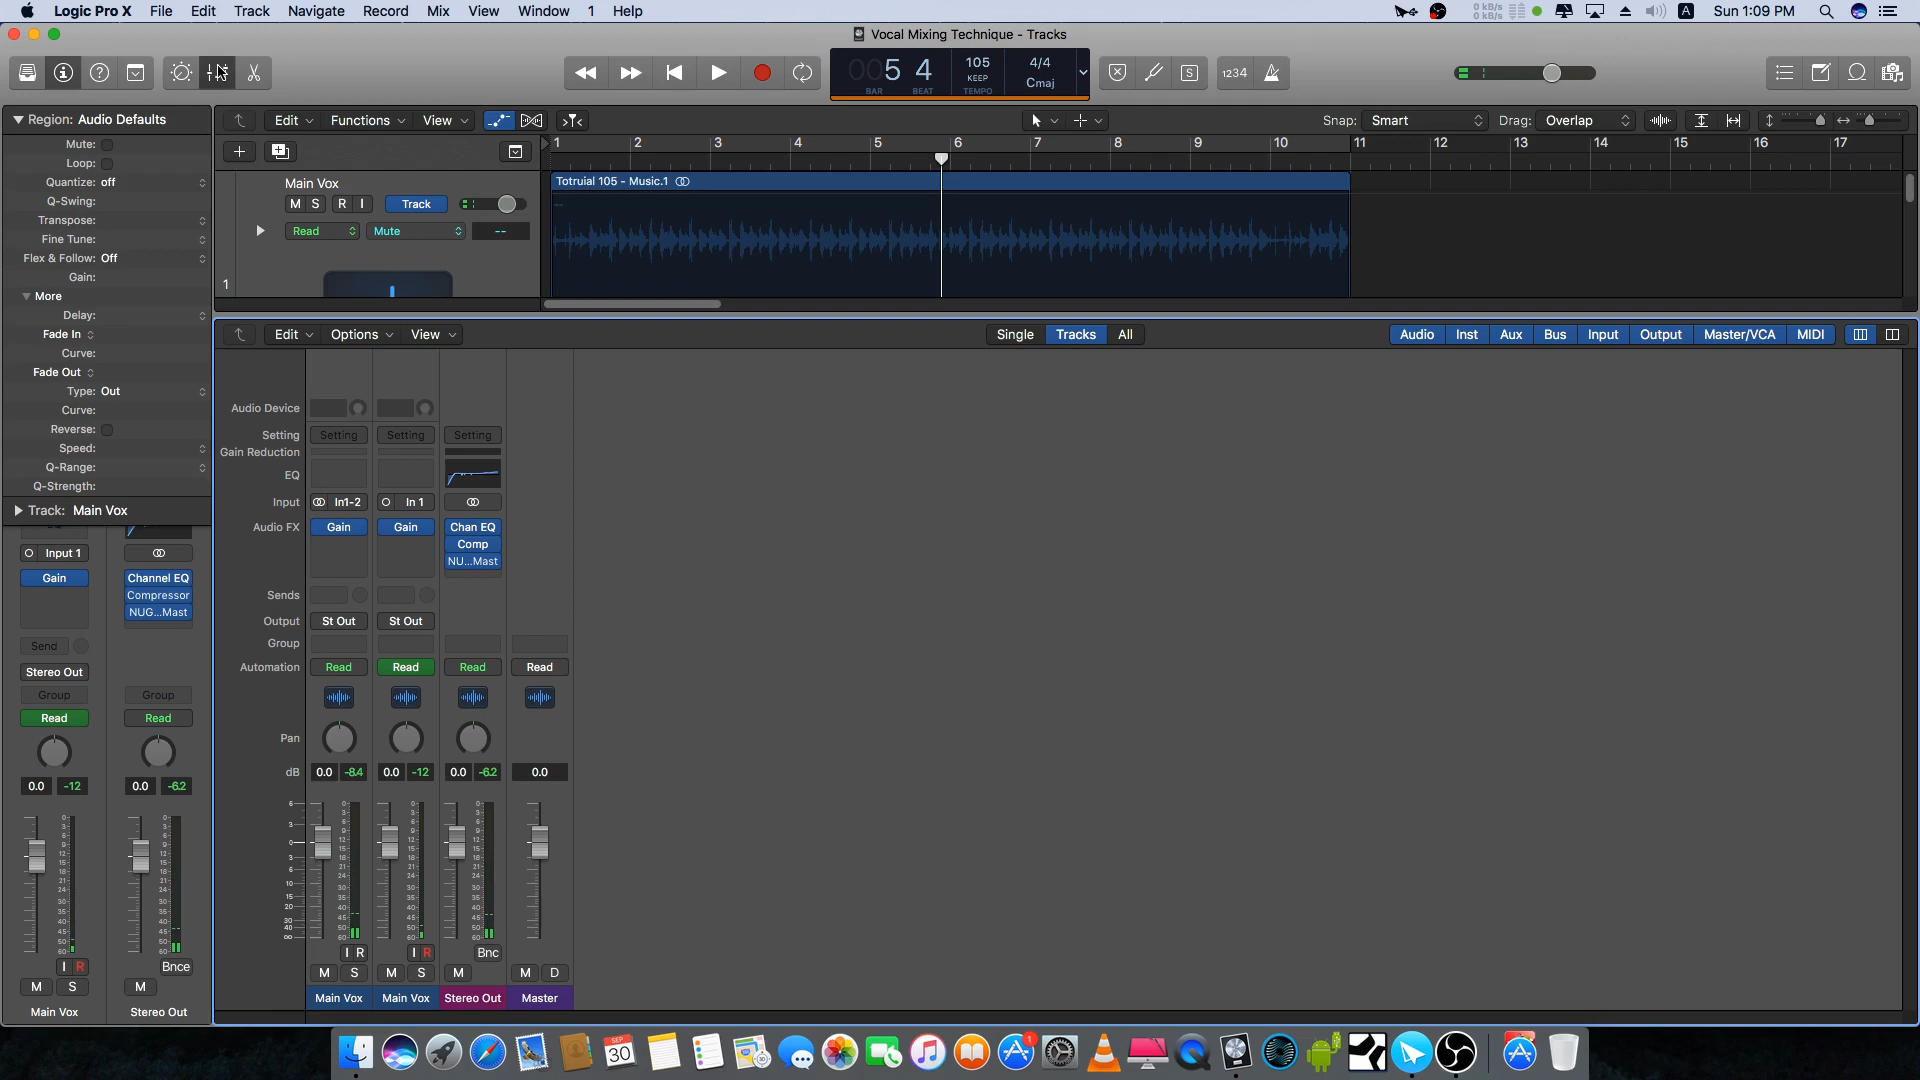 Logic Pro X File Edit Track Navigate Record Mix View Window 1 Help
0 kB/s
0 kB/s
A Sun 1:09 PM
Vocal Mixing Technique - Tracks
005 4 105 4/4
KEEP Cmaj
BAR BEAT TEMPO
S 1234
Region: Audio Defaults
Mute:
Loop:
Quantize: off
Q-Swing:
Transpose:
Fine Tune:
Flex & Follow: Off
Gain:
More
Delay:
Fade In
Curve:
Fade Out
Type: Out
Curve:
Reverse:
Speed:
Q-Range:
Q-Strength:
Track: Main Vox
Input 1
Gain Channel EQ
Compressor
NUG...Mast
Send
Stereo Out
Group Group
Read Read
0.0 -12 0.0 -6.2
I R Bnce
M S M
Main Vox Stereo Out
Edit Functions View Snap: Smart Drag: Overlap
1 2 3 4 5 6 7 8 9 10 11 12 13 14 15 16 17
Main Vox
M S R I Track
Read Mute --
1
Totruial 105 - Music.1
Edit Options View Single Tracks All Audio Inst Aux Bus Input Output Master/VCA MIDI
Audio Device
Setting Setting Setting Setting
Gain Reduction
EQ
Input In1-2 In 1
Audio FX Gain Gain Chan EQ
Comp
NU...Mast
Sends
Output St Out St Out
Group
Automation Read Read Read Read
Pan
dB 0.0 -8.4 0.0 -12 0.0 -6.2 0.0
I R I R Bnc
M S M S M M D
Main Vox Main Vox Stereo Out Master
SEP
30
1